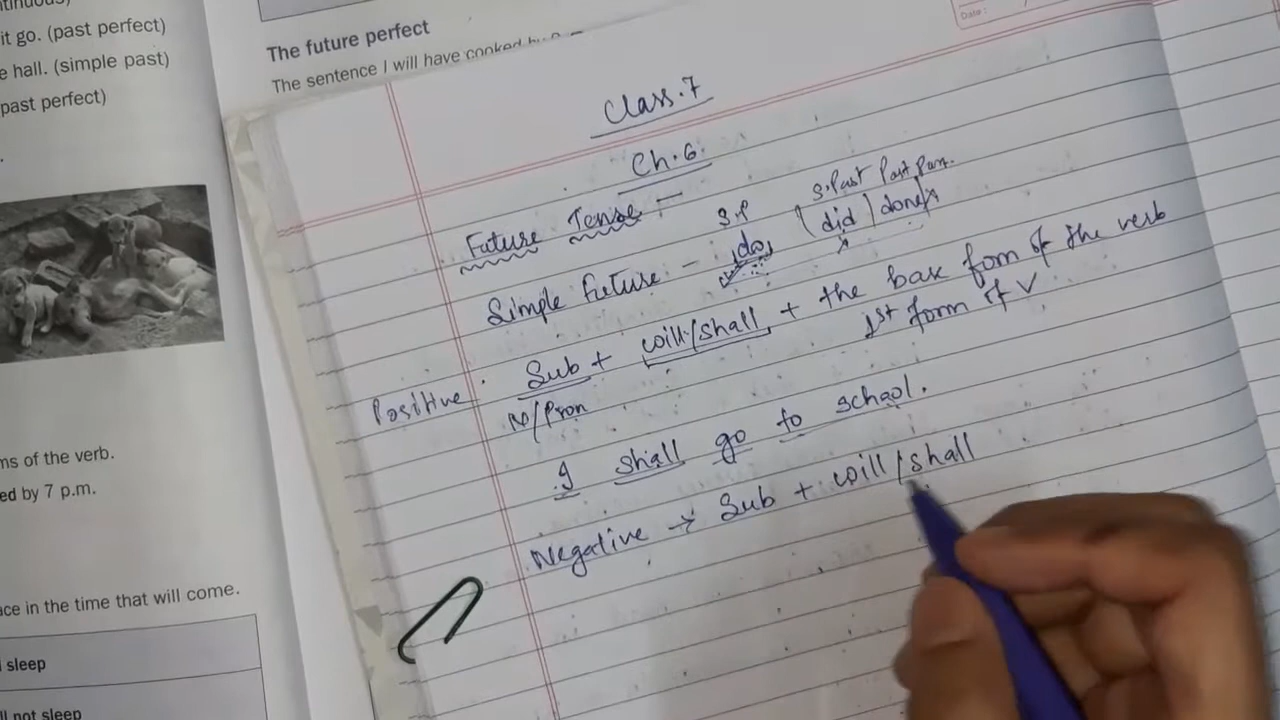 it go. (past perfect)
e hall. (simple past)
past perfect)
ms of the verb.
ed by 7 p.m.
ace in the time that will come.
sleep
not sleep
The future perfect
The sentence I will have cooked by
Date:
Class.7
Ch.6.
Future Tense:-
S.P S.Past Past Par.
Simple Future - do, (did) done
Positive: Sub + will/shall + the base form of the verb
N/Pron 1st form of V
I shall go to school.
Negative → Sub + will/shall